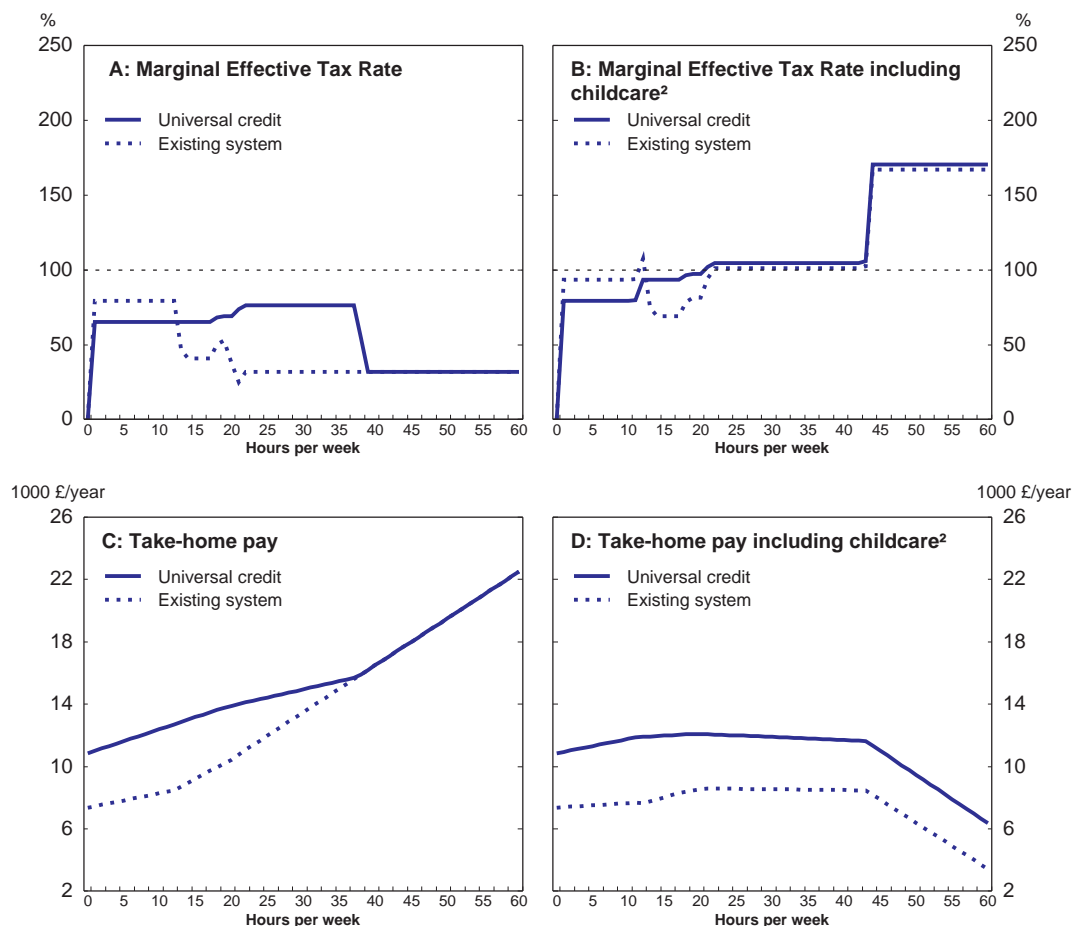 %
%
250
A: Marginal Effective Tax Rate
Universal credit
Existing system
200
150
100
50
0
0 5 10 15 20 25 30 35 40 45 50 55 60
Hours per week
B: Marginal Effective Tax Rate including
childcare²
Universal credit
Existing system
250
200
150
100
50
0
0 5 10 15 20 25 30 35 40 45 50 55 60
Hours per week
1000 £/year
1000 £/year
26
C: Take-home pay
Universal credit
Existing system
22
18
14
10
6
2
0 5 10 15 20 25 30 35 40 45 50 55 60
Hours per week
D: Take-home pay including childcare²
Universal credit
Existing system
26
22
18
14
10
6
2
0 5 10 15 20 25 30 35 40 45 50 55 60
Hours per week